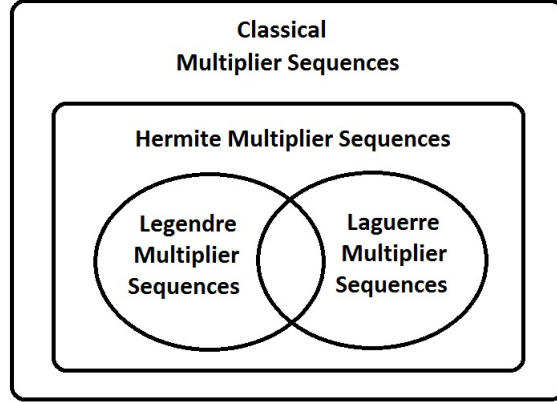 Classical
Multiplier Sequences
Hermite Multiplier Sequences
Legendre
Multiplier
Sequences
Laguerre
Multiplier
Sequences